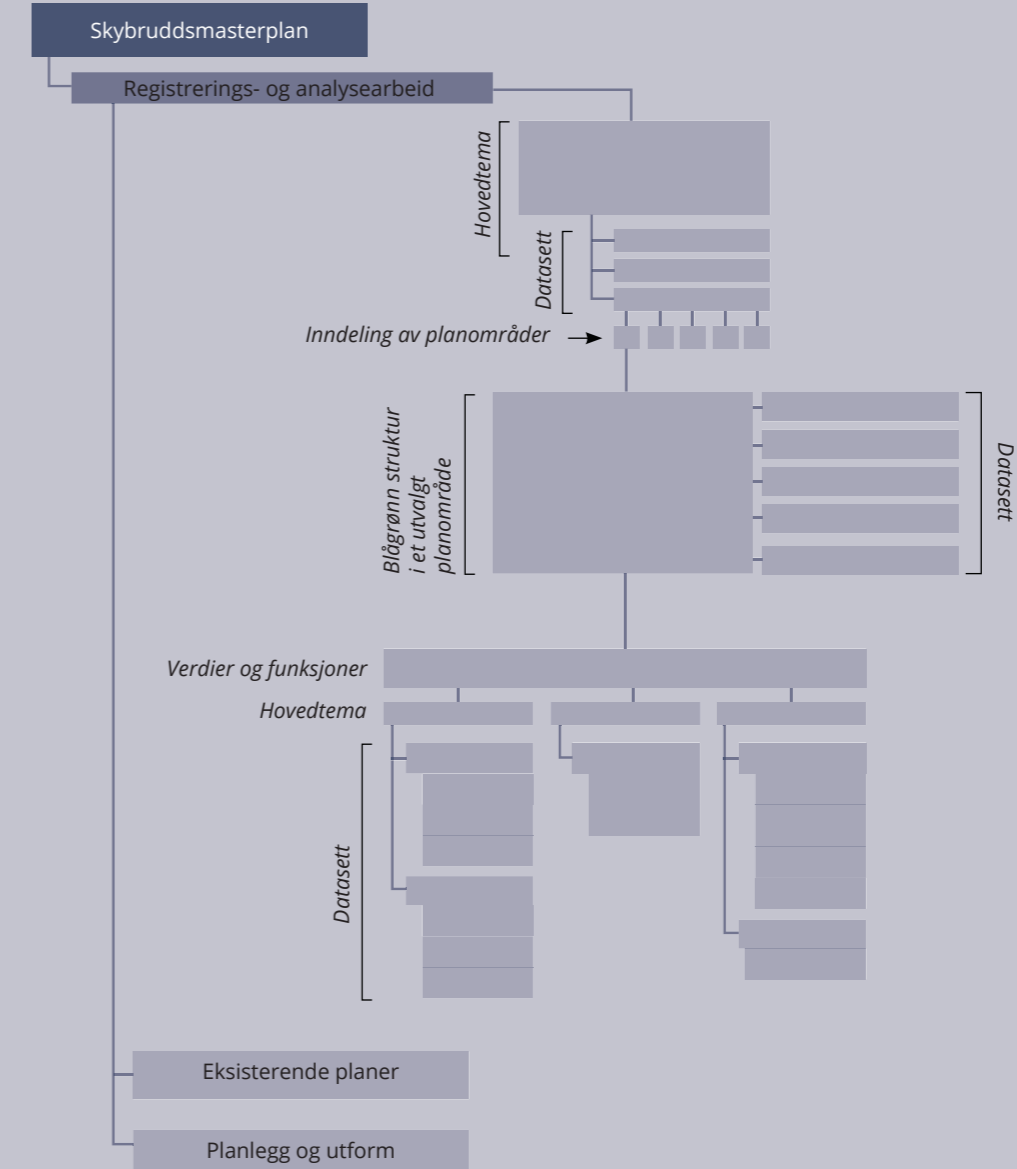 Skybruddsmasterplan
Registrerings- og analysearbeid
Hovedtema
Datasett
Inndeling av planområder
Blågrønn struktur
i et utvalgt
planområde
Datasett
Verdier og funksjoner
Hovedtema
Datasett
Eksisterende planer
Planlegg og utform